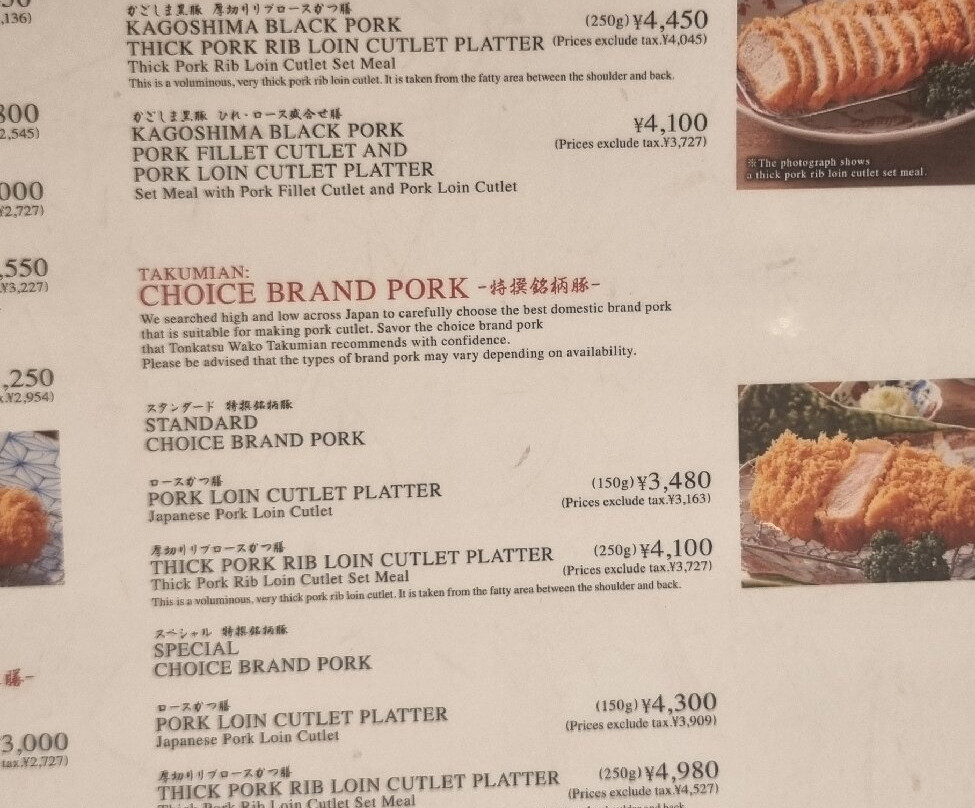 ,136)
800
2,545)
000
¥2,727)
,550
¥3,227)
,250
x.¥2,954)
膳-
3,000
tax.¥2,727)
かごしま黒豚 厚切りリブロースかつ膳
KAGOSHIMA BLACK PORK
THICK PORK RIB LOIN CUTLET PLATTER
(250g) ¥4,450
(Prices exclude tax.¥4,045)
Thick Pork Rib Loin Cutlet Set Meal
This is a voluminous, very thick pork rib loin cutlet. It is taken from the fatty area between the shoulder and back.
かごしま黒豚 ひれ・ロース盛合せ膳
KAGOSHIMA BLACK PORK
PORK FILLET CUTLET AND
PORK LOIN CUTLET PLATTER
¥4,100
(Prices exclude tax.¥3,727)
Set Meal with Pork Fillet Cutlet and Pork Loin Cutlet
※The photograph shows
a thick pork rib loin cutlet set meal.
TAKUMIAN:
CHOICE BRAND PORK -特撰銘柄豚-
We searched high and low across Japan to carefully choose the best domestic brand pork
that is suitable for making pork cutlet. Savor the choice brand pork
that Tonkatsu Wako Takumian recommends with confidence.
Please be advised that the types of brand pork may vary depending on availability.
スタンダード 特撰銘柄豚
STANDARD
CHOICE BRAND PORK
ロースかつ膳
PORK LOIN CUTLET PLATTER
(150g) ¥3,480
(Prices exclude tax.¥3,163)
Japanese Pork Loin Cutlet
厚切りリブロースかつ膳
THICK PORK RIB LOIN CUTLET PLATTER
(250g) ¥4,100
(Prices exclude tax.¥3,727)
Thick Pork Rib Loin Cutlet Set Meal
This is a voluminous, very thick pork rib loin cutlet. It is taken from the fatty area between the shoulder and back.
スペシャル 特撰銘柄豚
SPECIAL
CHOICE BRAND PORK
ロースかつ膳
PORK LOIN CUTLET PLATTER
(150g) ¥4,300
(Prices exclude tax.¥3,909)
Japanese Pork Loin Cutlet
厚切りリブロースかつ膳
THICK PORK RIB LOIN CUTLET PLATTER
(250g) ¥4,980
(Prices exclude tax.¥4,527)
Thick Pork Rib Loin Cutlet Set Meal